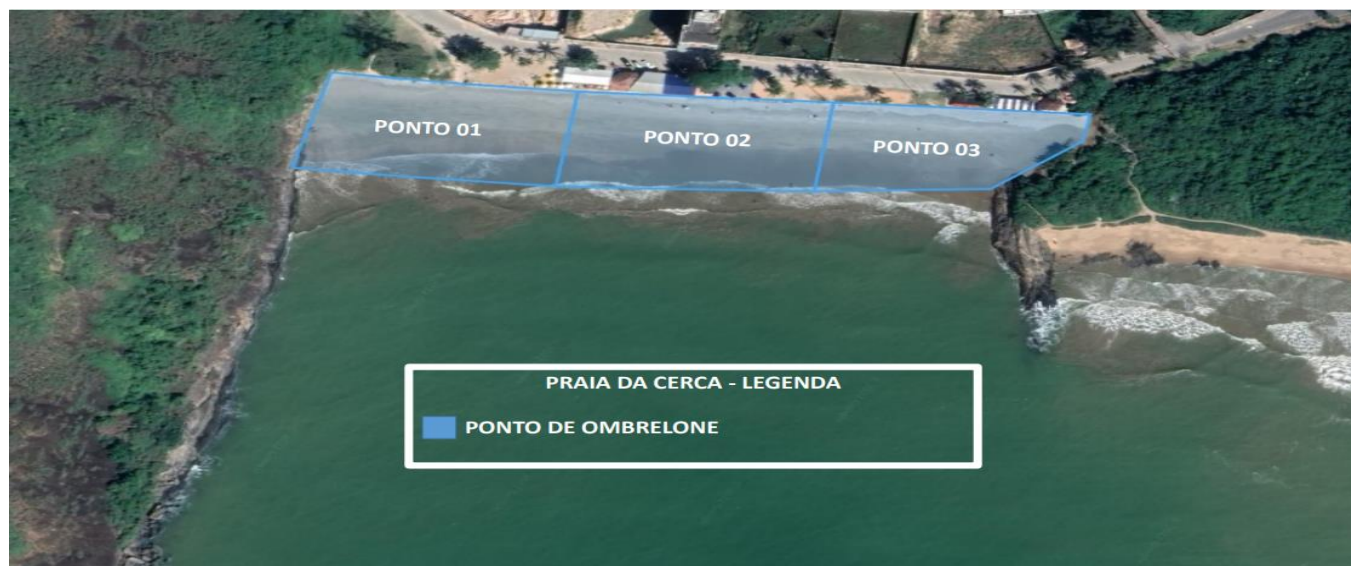 PONTO 01
PONTO 02
PONTO 03
PRAIA DA CERCA - LEGENDA
PONTO DE OMBRELONE